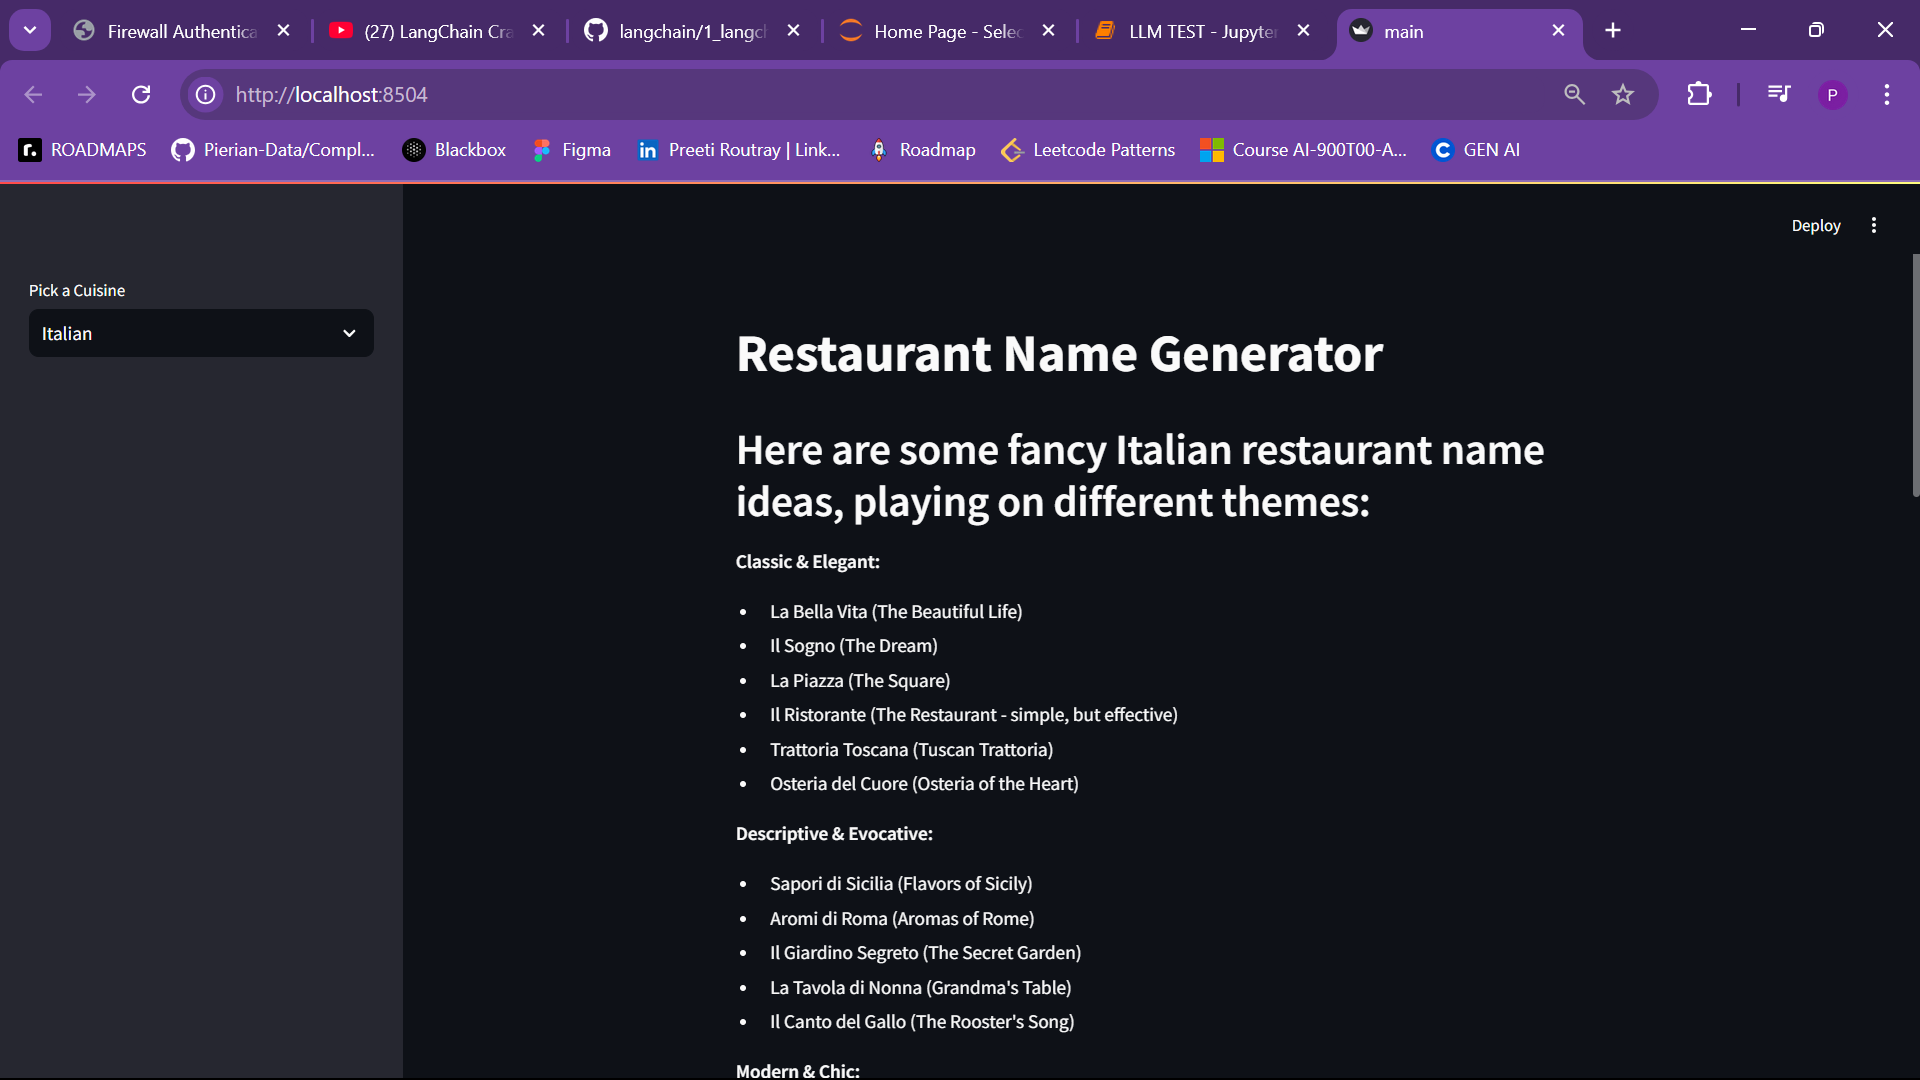 Firewall Authentica
(27) LangChain Cra
langchain/1_langc
Home Page - Selec
LLM TEST - Jupyter
main
http://localhost:8504
P
ROADMAPS
Pierian-Data/Compl...
Blackbox
Figma
Preeti Routray | Link...
Roadmap
Leetcode Patterns
Course AI-900T00-A...
GEN AI
Deploy
Pick a Cuisine
Italian
Restaurant Name Generator
Here are some fancy Italian restaurant name
ideas, playing on different themes:
Classic & Elegant:
• La Bella Vita (The Beautiful Life)
• Il Sogno (The Dream)
• La Piazza (The Square)
• Il Ristorante (The Restaurant - simple, but effective)
• Trattoria Toscana (Tuscan Trattoria)
• Osteria del Cuore (Osteria of the Heart)
Descriptive & Evocative:
• Sapori di Sicilia (Flavors of Sicily)
• Aromi di Roma (Aromas of Rome)
• Il Giardino Segreto (The Secret Garden)
• La Tavola di Nonna (Grandma's Table)
• Il Canto del Gallo (The Rooster's Song)
Modern & Chic: